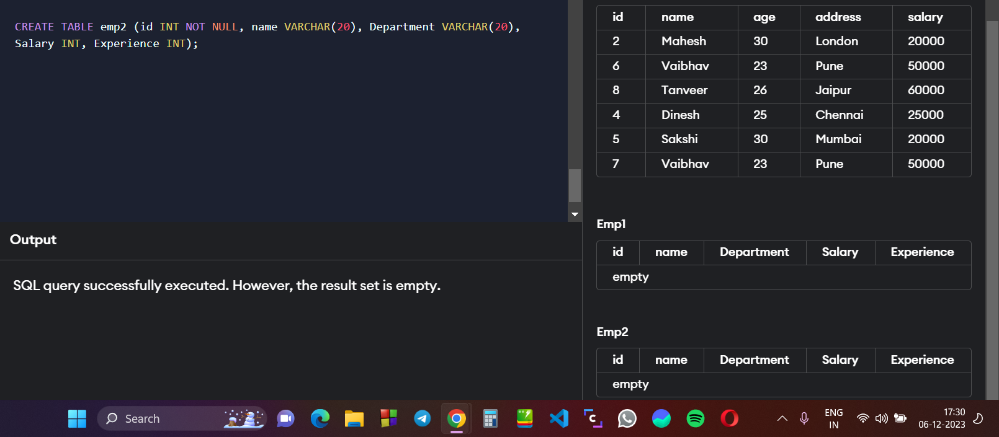 CREATE TABLE emp2 (id INT NOT NULL, name VARCHAR(20), Department VARCHAR(20),
Salary INT, Experience INT);
Output
SQL query successfully executed. However, the result set is empty.
id name age address salary
2 Mahesh 30 London 20000
6 Vaibhav 23 Pune 50000
8 Tanveer 26 Jaipur 60000
4 Dinesh 25 Chennai 25000
5 Sakshi 30 Mumbai 20000
7 Vaibhav 23 Pune 50000
Emp1
id name Department Salary Experience
empty
Emp2
id name Department Salary Experience
empty
Search
ENG
IN
17:30
06-12-2023